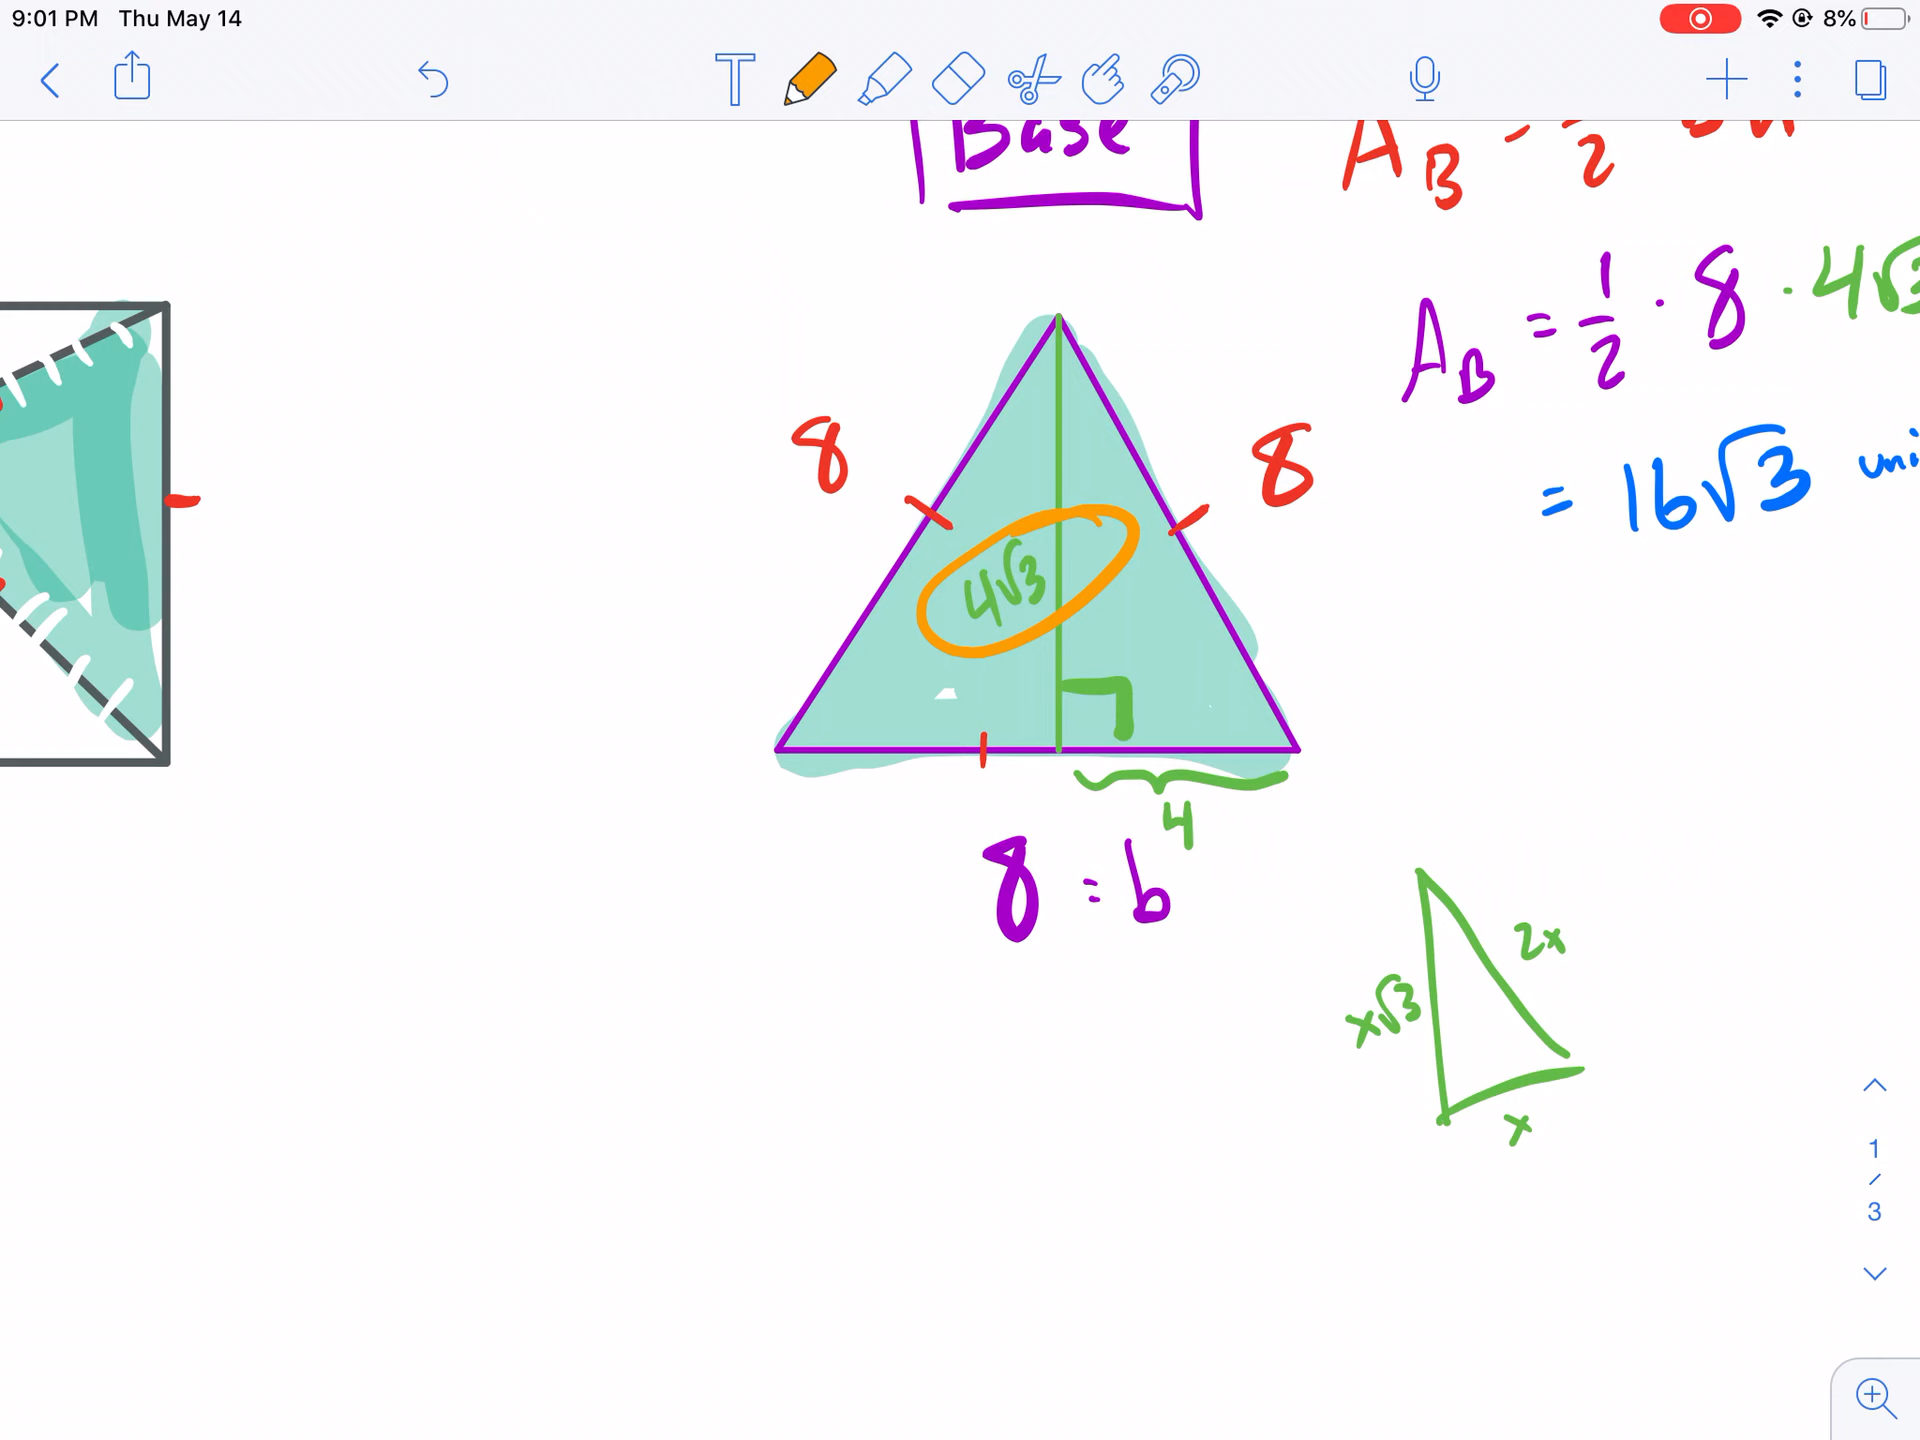 9:01 PM Thu May 14
8%
T
Base
A_B = 1/2
A_B = 1/2 · 8 · 4√3
= 16√3
8
8
4√3
4
8 = b
2x
x√3
x
1
/
3